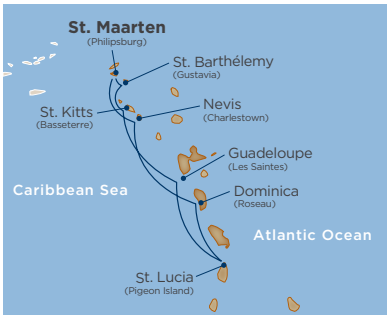 St. Maarten
(Philipsburg)
St. Barthélemy
(Gustavia)
St. Kitts
(Basseterre)
Nevis
(Charlestown)
Guadeloupe
(Les Saintes)
Caribbean Sea
Dominica
(Roseau)
Atlantic Ocean
St. Lucia
(Pigeon Island)